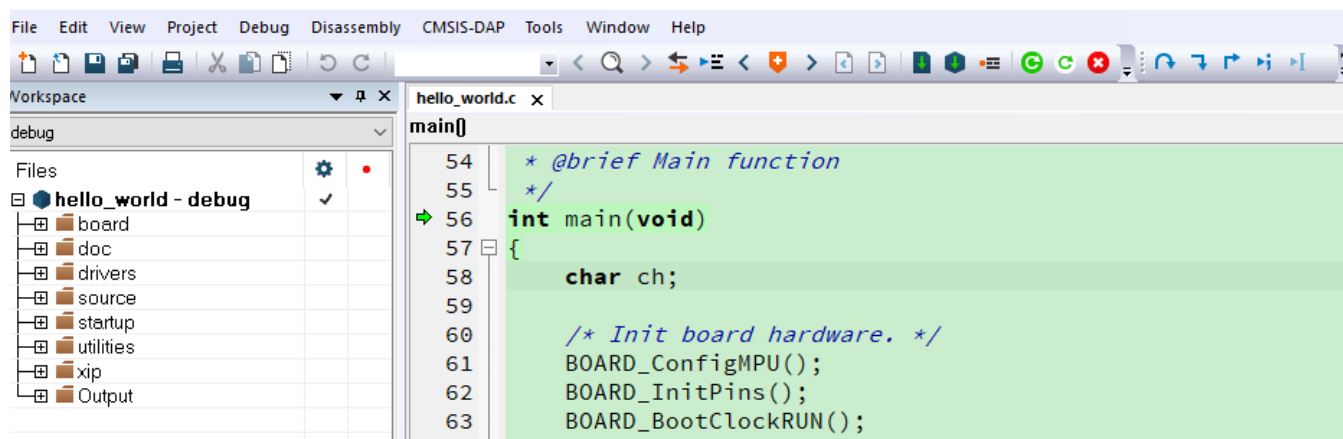 File Edit View Project Debug Disassembly CMSIS-DAP Tools Window Help
Workspace
debug
Files
hello_world - debug
board
doc
drivers
source
startup
utilities
xip
Output
hello_world.c
main()
54 * @brief Main function
55 */
56 int main(void)
57 {
58 char ch;
59
60 /* Init board hardware. */
61 BOARD_ConfigMPU();
62 BOARD_InitPins();
63 BOARD_BootClockRUN();